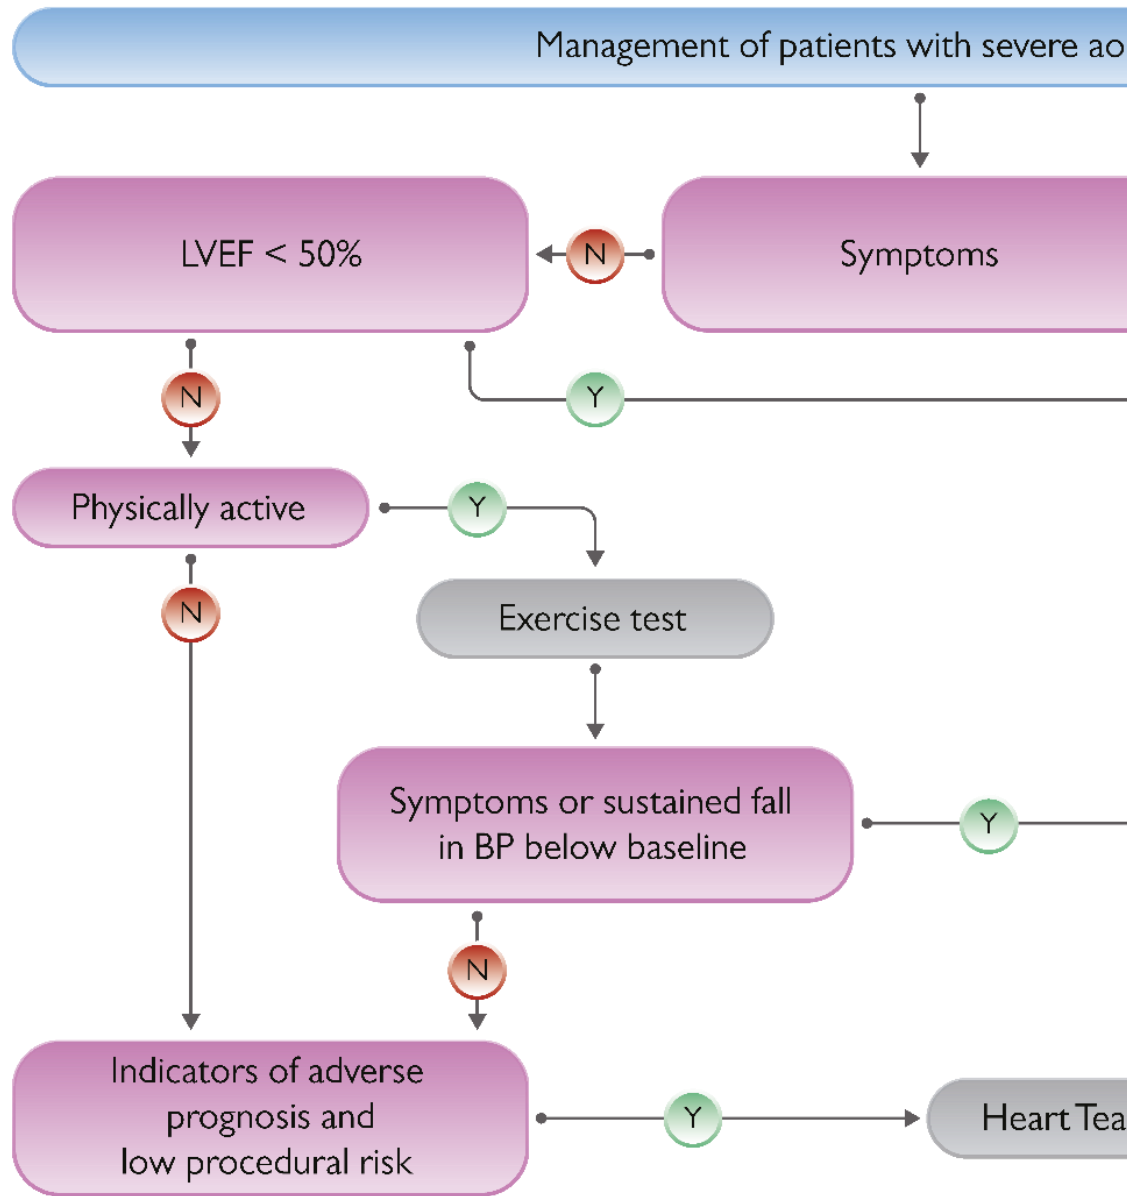 Management of patients with severe ao
LVEF < 50%
N
Symptoms
N
Y
Physically active
Y
N
Exercise test
Symptoms or sustained fall
in BP below baseline
Y
N
Indicators of adverse
prognosis and
low procedural risk
Y
Heart Tea